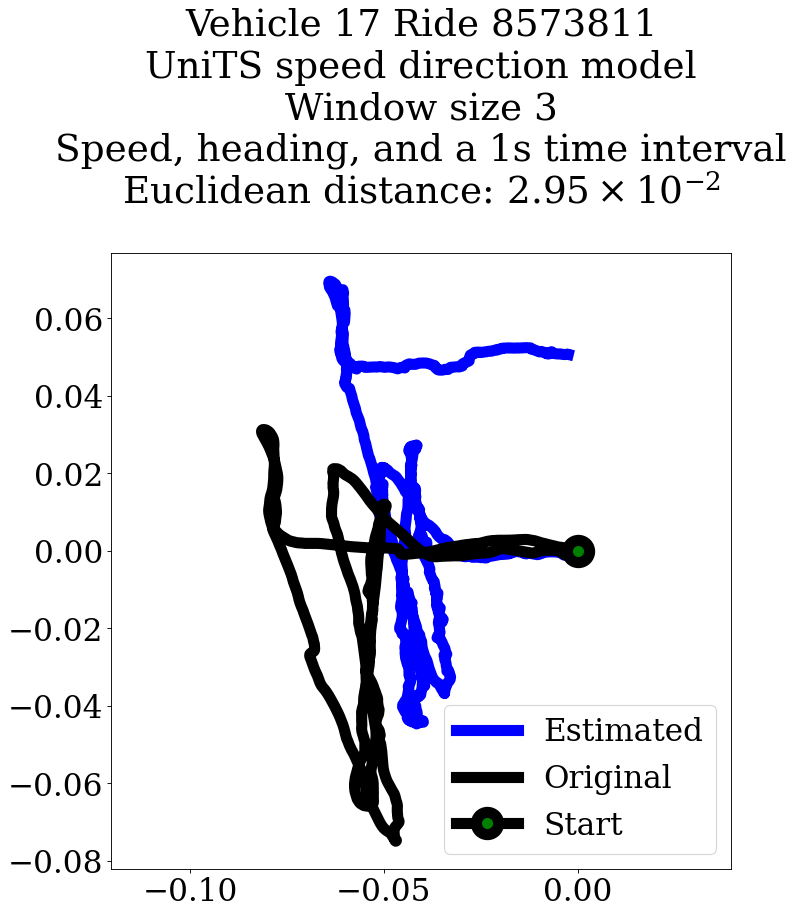 Vehicle 17 Ride 8573811
UniTS speed direction model
Window size 3
Speed, heading, and a 1s time interval
Euclidean distance: 2.95 × 10⁻²
0.06
0.04
0.02
0.00
−0.02
−0.04
−0.06
−0.08
Estimated
Original
Start
−0.10
−0.05
0.00